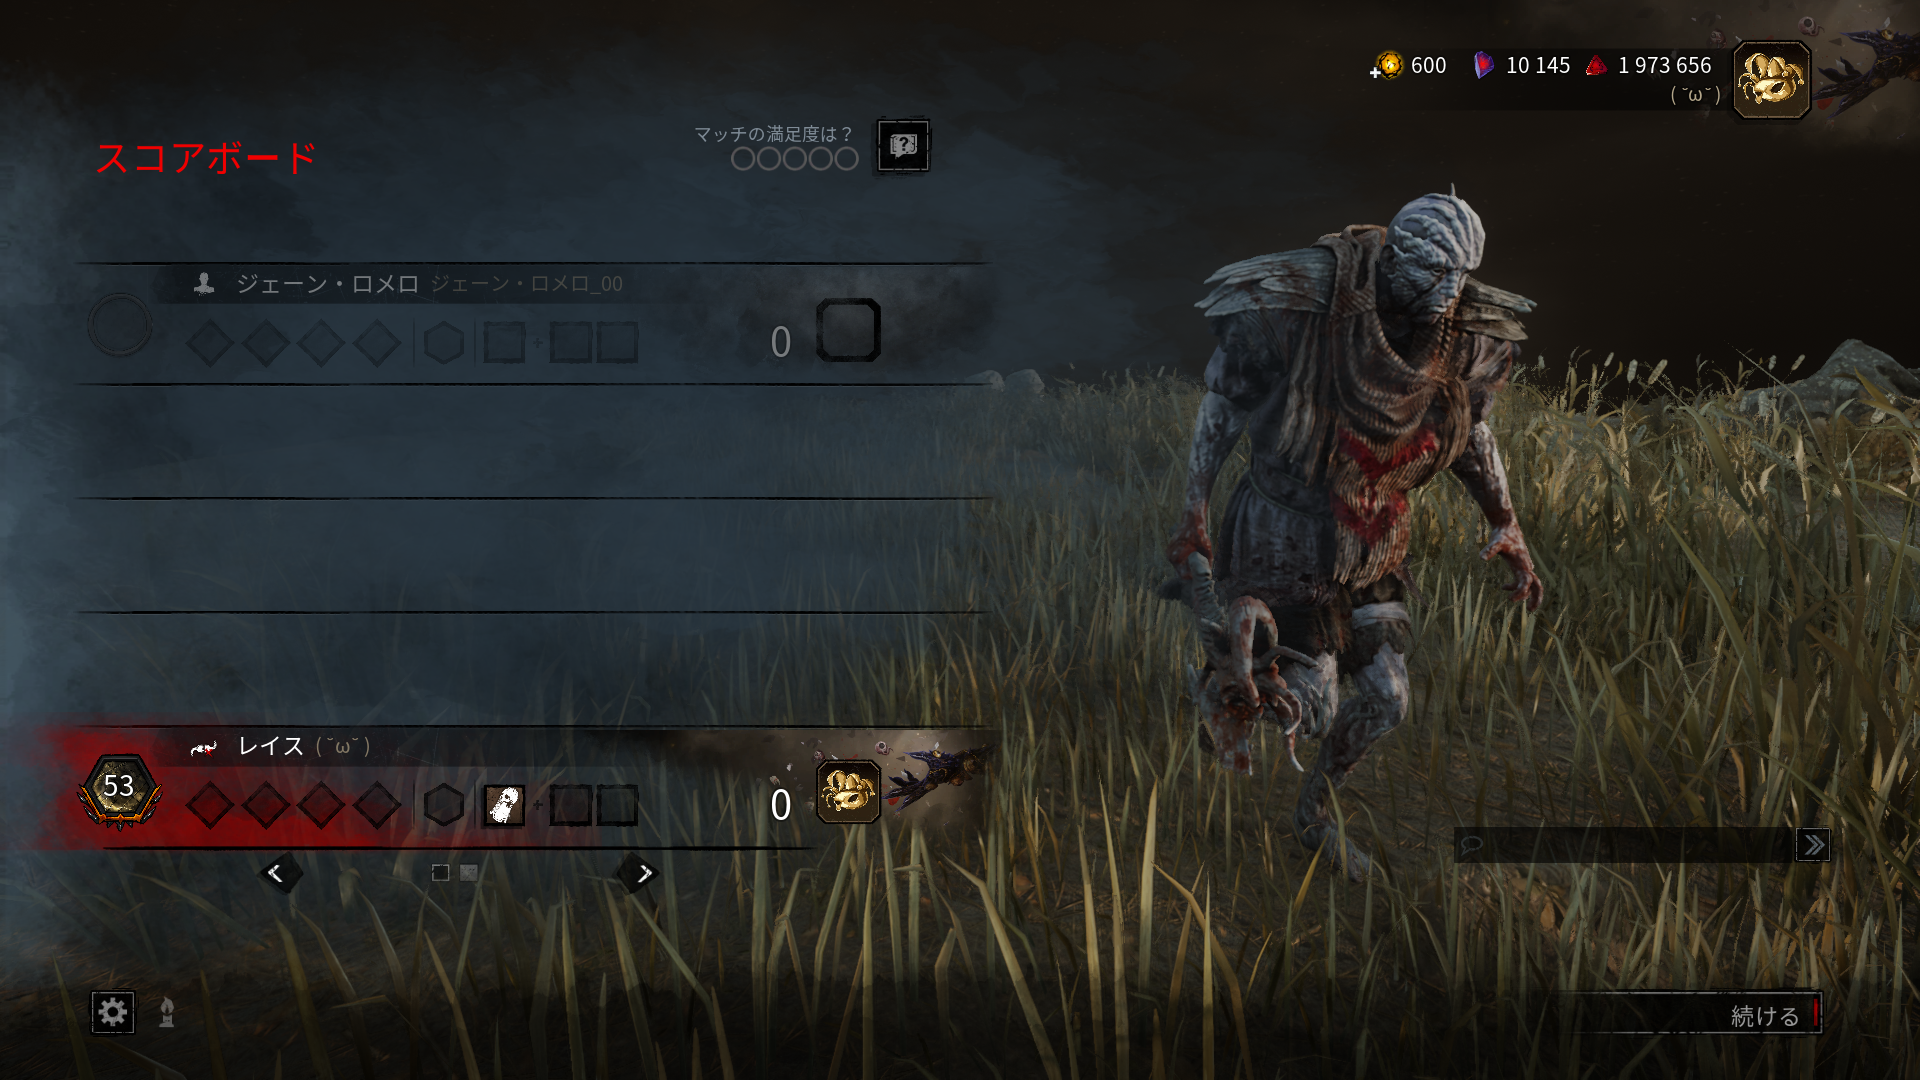 600 10 145 1 973 656
( ˘ω˘ )
スコアボード
マッチの満足度は？
ジェーン・ロメロ ジェーン・ロメロ_00
0
レイス ( ˘ω˘ )
53
0
続ける